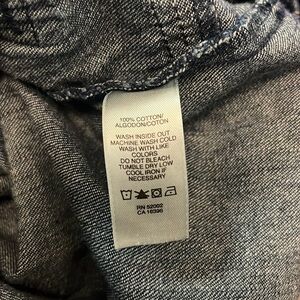 100% COTTON/
ALGODON/COTON
WASH INSIDE OUT
MACHINE WASH COLD
WASH WITH LIKE
COLORS
DO NOT BLEACH
TUMBLE DRY LOW
COOL IRON //
NECESSARY
RN 52002
CA 16396